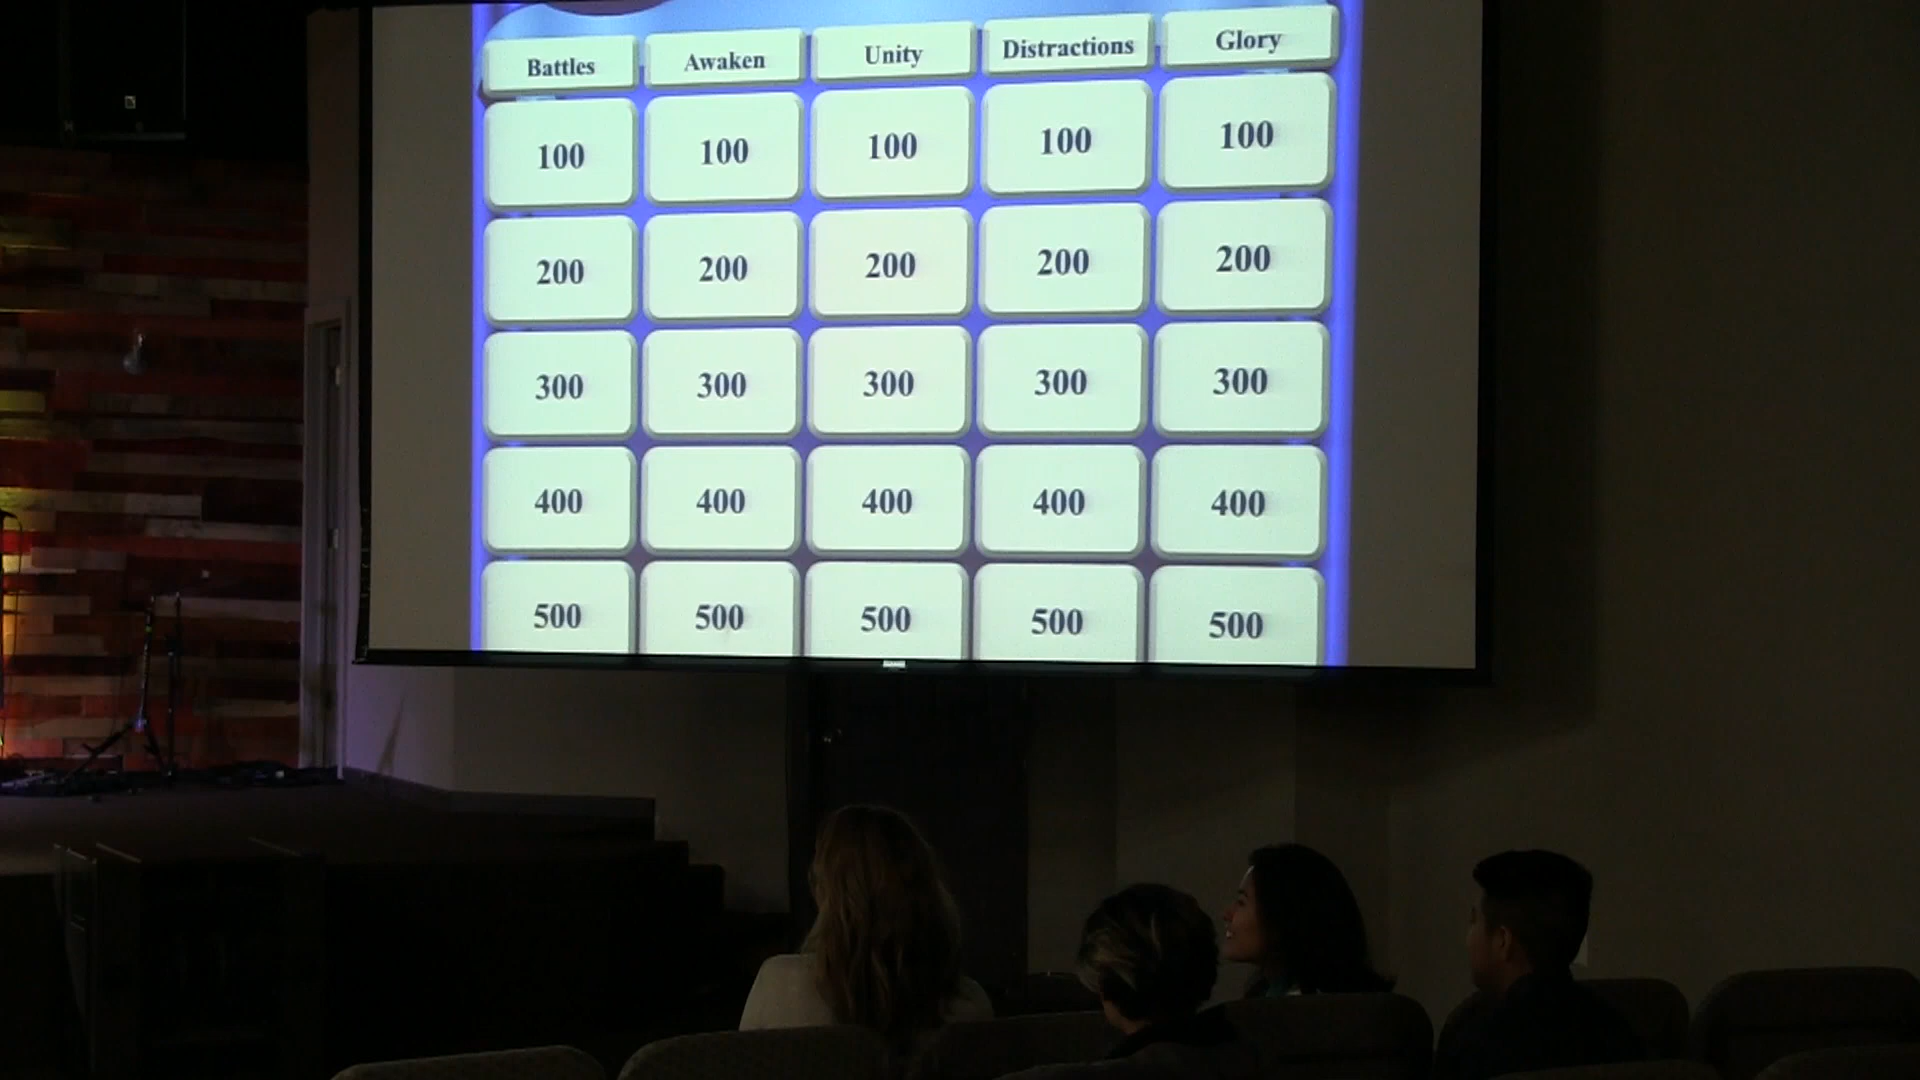 Battles Awaken Unity Distractions Glory
100 100 100 100 100
200 200 200 200 200
300 300 300 300 300
400 400 400 400 400
500 500 500 500 500